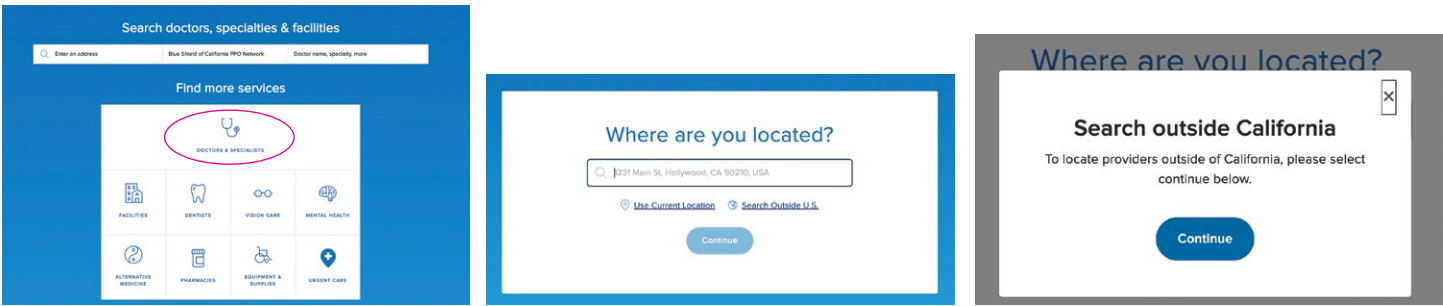 Search doctors, specialties & facilities
Enter an address
Blue Shield of California PPO Network
Doctor name, specialty, more
Find more services
DOCTORS & SPECIALISTS
FACILITIES
DENTISTS
VISION CARE
MENTAL HEALTH
ALTERNATIVE
MEDICINE
PHARMACIES
EQUIPMENT &
SUPPLIES
URGENT CARE
Where are you located?
1231 Main St, Hollywood, CA 90210, USA
Use Current Location
Search Outside U.S.
Continue
Where are you located?
Search outside California
To locate providers outside of California, please select
continue below.
Continue